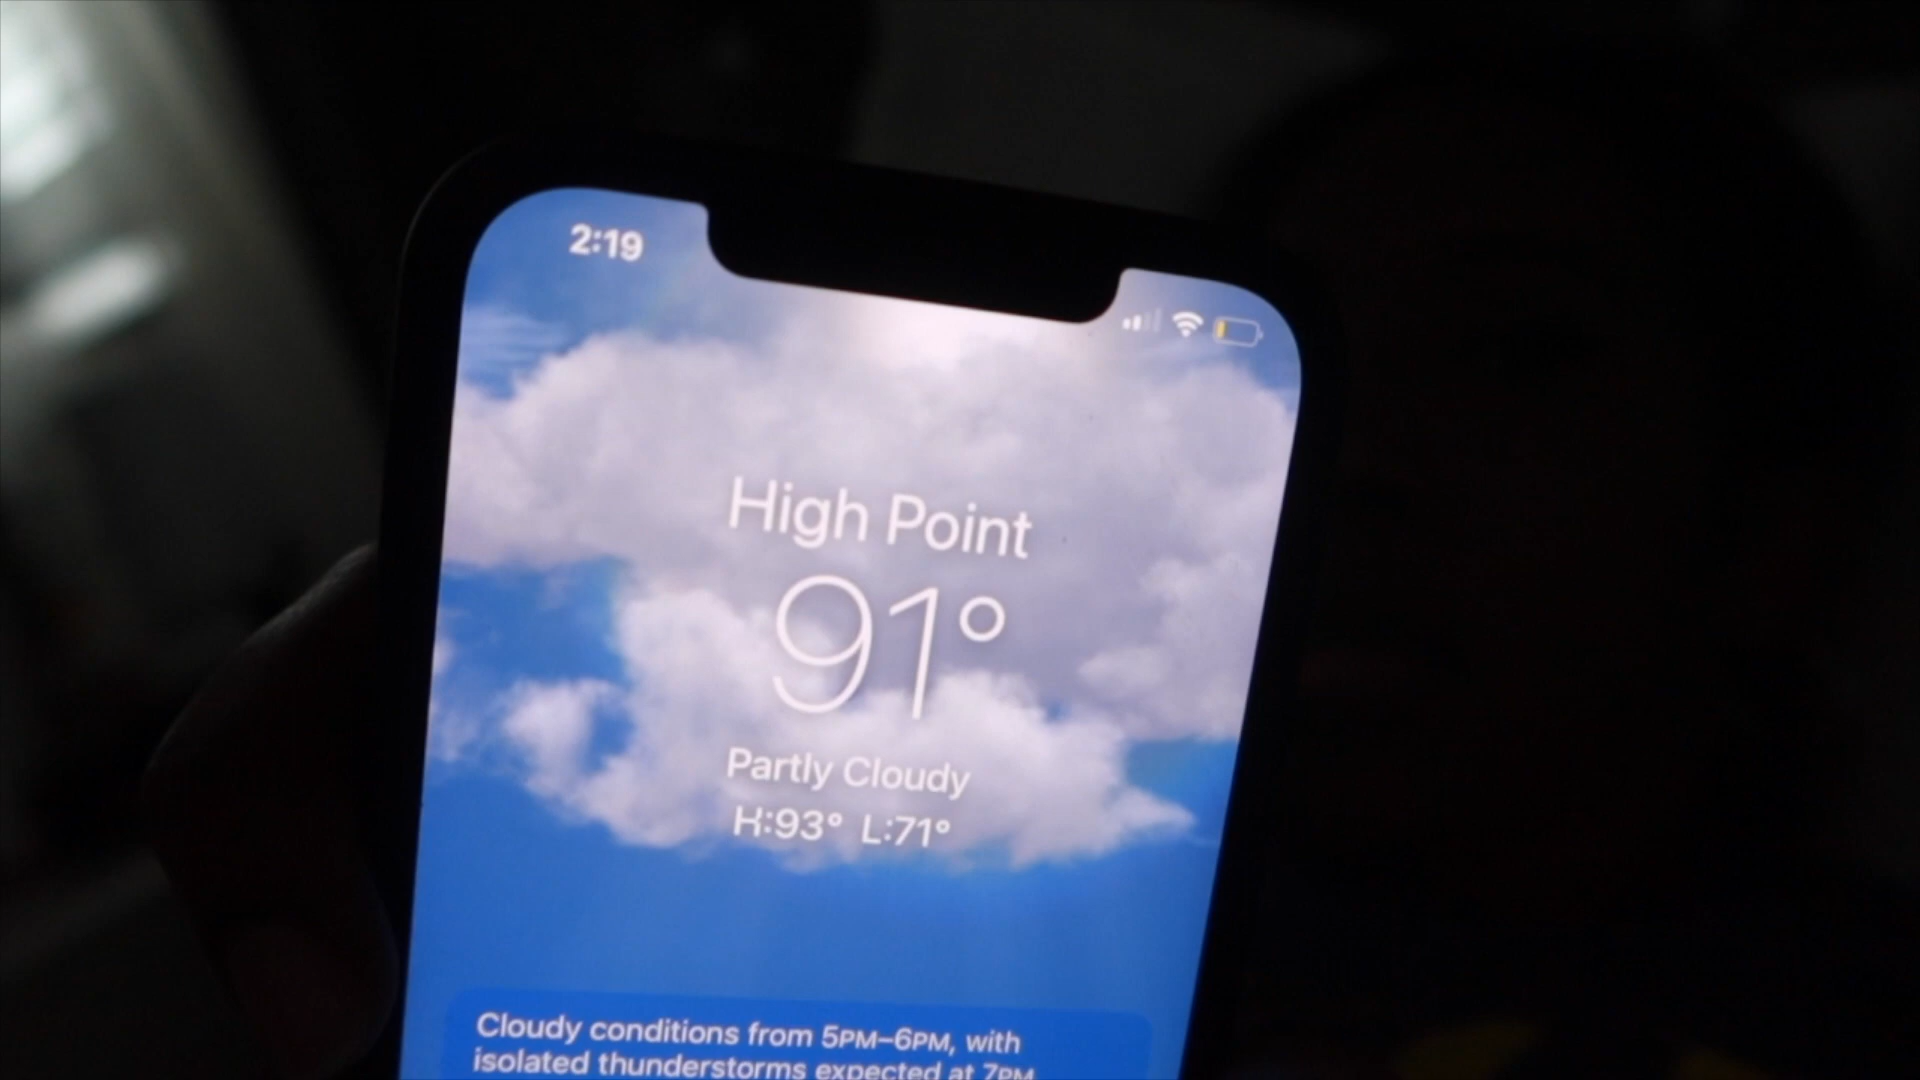 2:19
High Point
91°
Partly Cloudy
H:93° L:71°
Cloudy conditions from 5PM–6PM, with
isolated thunderstorms expected at 7PM.